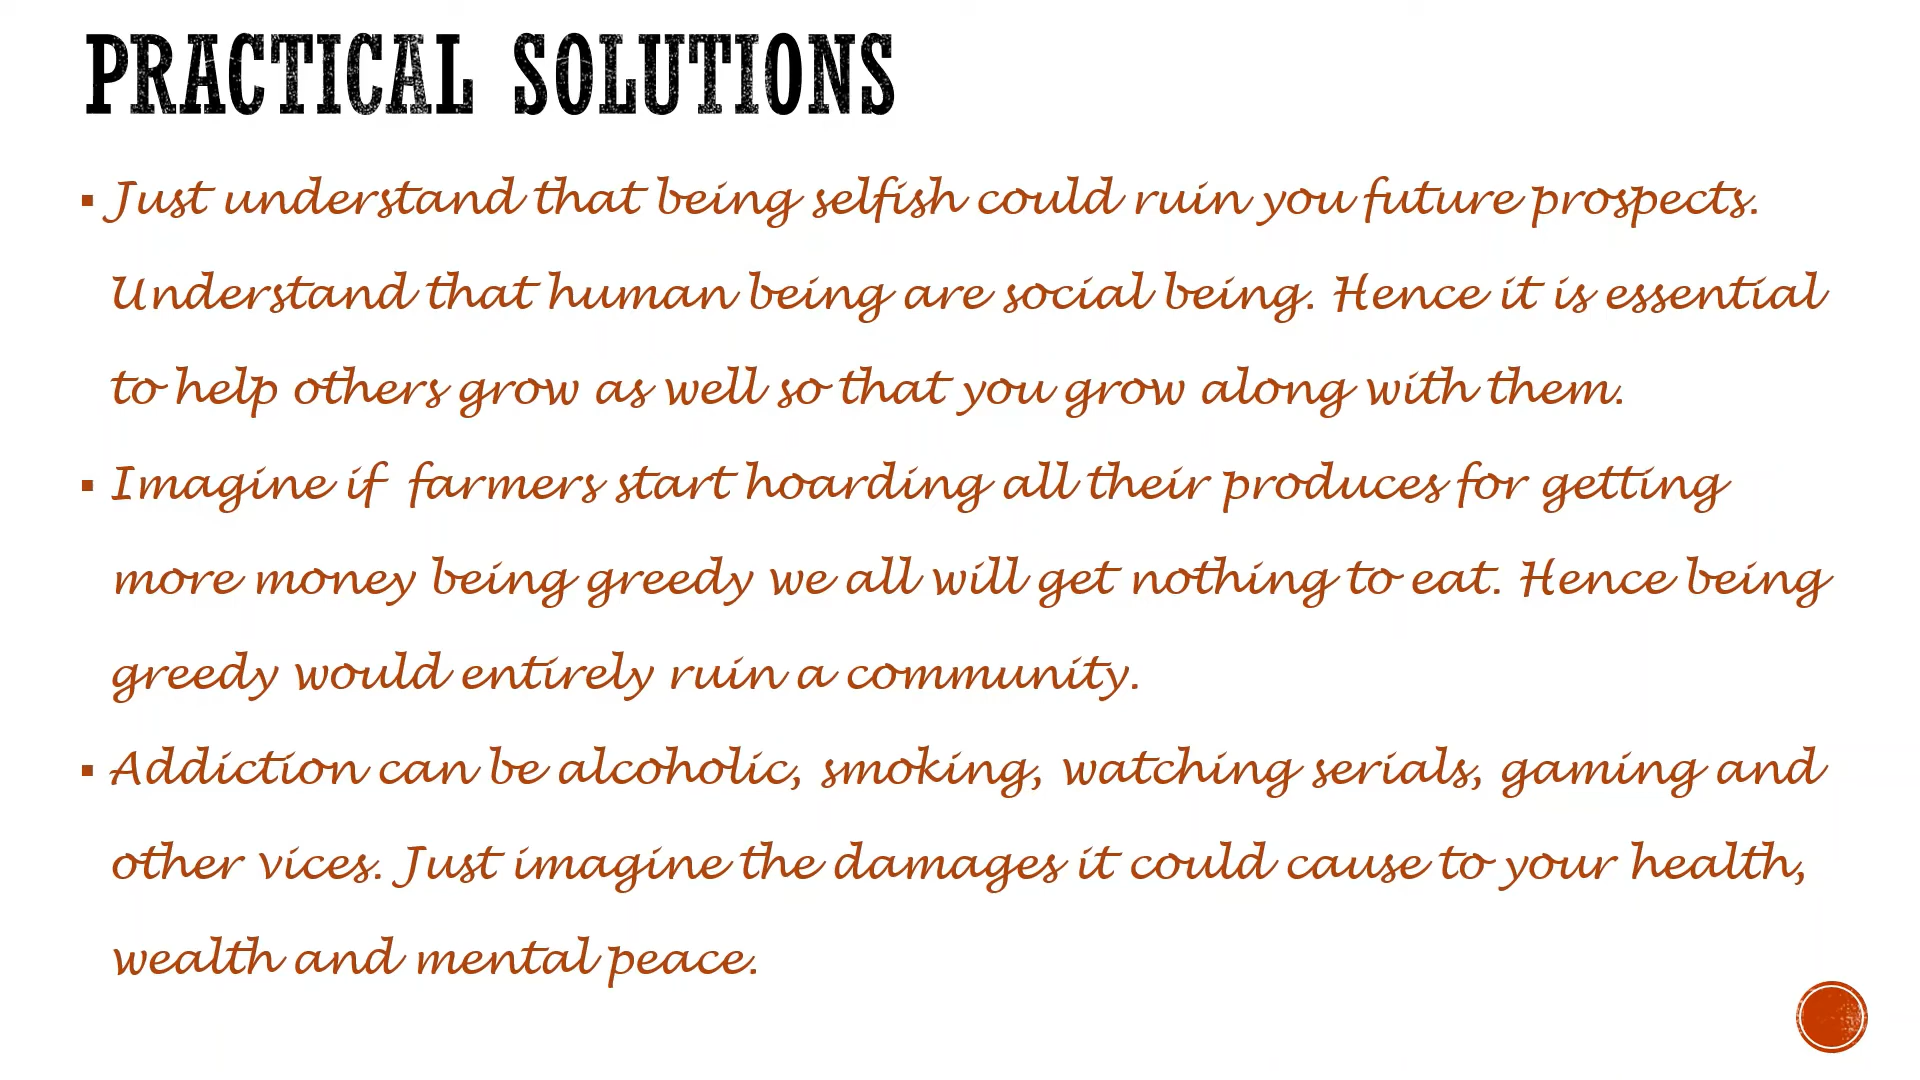 PRACTICAL SOLUTIONS
▪ Just understand that being selfish could ruin you future prospects.
Understand that human being are social being. Hence it is essential
to help others grow as well so that you grow along with them.
▪ Imagine if farmers start hoarding all their produces for getting
more money being greedy we all will get nothing to eat. Hence being
greedy would entirely ruin a community.
▪ Addiction can be alcoholic, smoking, watching serials, gaming and
other vices. Just imagine the damages it could cause to your health,
wealth and mental peace.